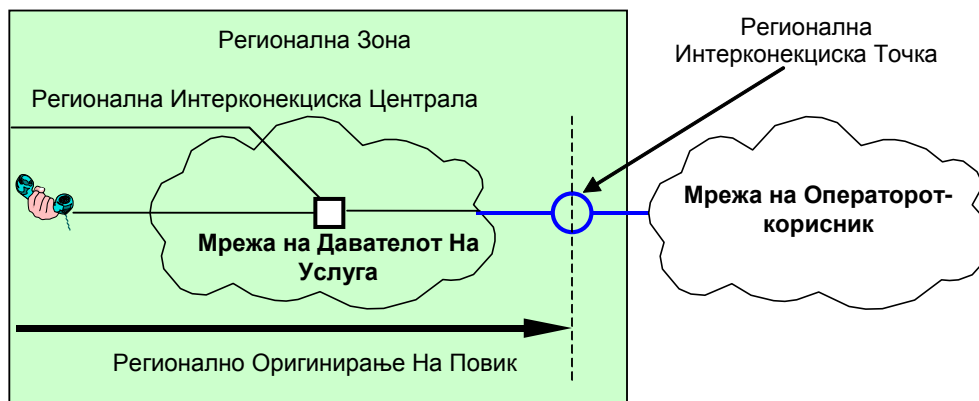 Регионална Зона
Регионална
Интерконекциска Точка
Регионална Интерконекциска Централа
Мрежа на Давателот На
Услуга
Мрежа на Операторот-
корисник
Регионално Оригинирање На Повик